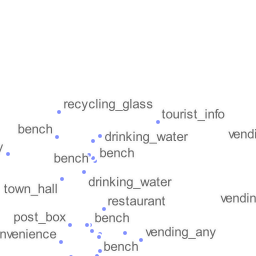 recycling_glass
tourist_info
bench
drinking_water
bench
bench
drinking_water
town_hall
restaurant
post_box
bench
vending_any
bench